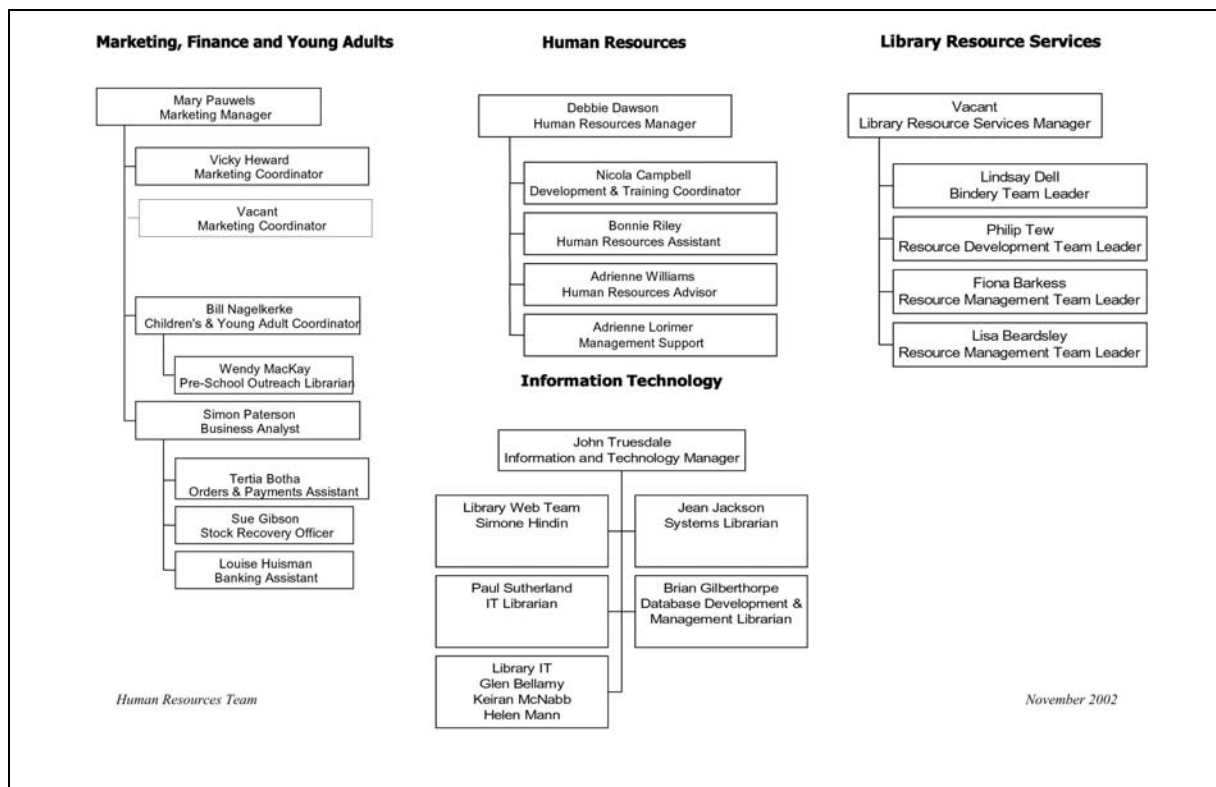 Marketing, Finance and Young Adults
Mary Pauwels
Marketing Manager
Vicky Heward
Marketing Coordinator
Vacant
Marketing Coordinator
Bill Nagelkerke
Children's & Young Adult Coordinator
Wendy MacKay
Pre-School Outreach Librarian
Simon Paterson
Business Analyst
Tertia Botha
Orders & Payments Assistant
Sue Gibson
Stock Recovery Officer
Louise Huisman
Banking Assistant
Human Resources
Debbie Dawson
Human Resources Manager
Nicola Campbell
Development & Training Coordinator
Bonnie Riley
Human Resources Assistant
Adrienne Williams
Human Resources Advisor
Adrienne Lorimer
Management Support
Information Technology
John Truesdale
Information and Technology Manager
Library Web Team
Simone Hindin
Jean Jackson
Systems Librarian
Paul Sutherland
IT Librarian
Brian Gilberthorpe
Database Development &
Management Librarian
Library IT
Glen Bellamy
Keiran McNabb
Helen Mann
Library Resource Services
Vacant
Library Resource Services Manager
Lindsay Dell
Bindery Team Leader
Philip Tew
Resource Development Team Leader
Fiona Barkess
Resource Management Team Leader
Lisa Beardsley
Resource Management Team Leader
Human Resources Team
November 2002